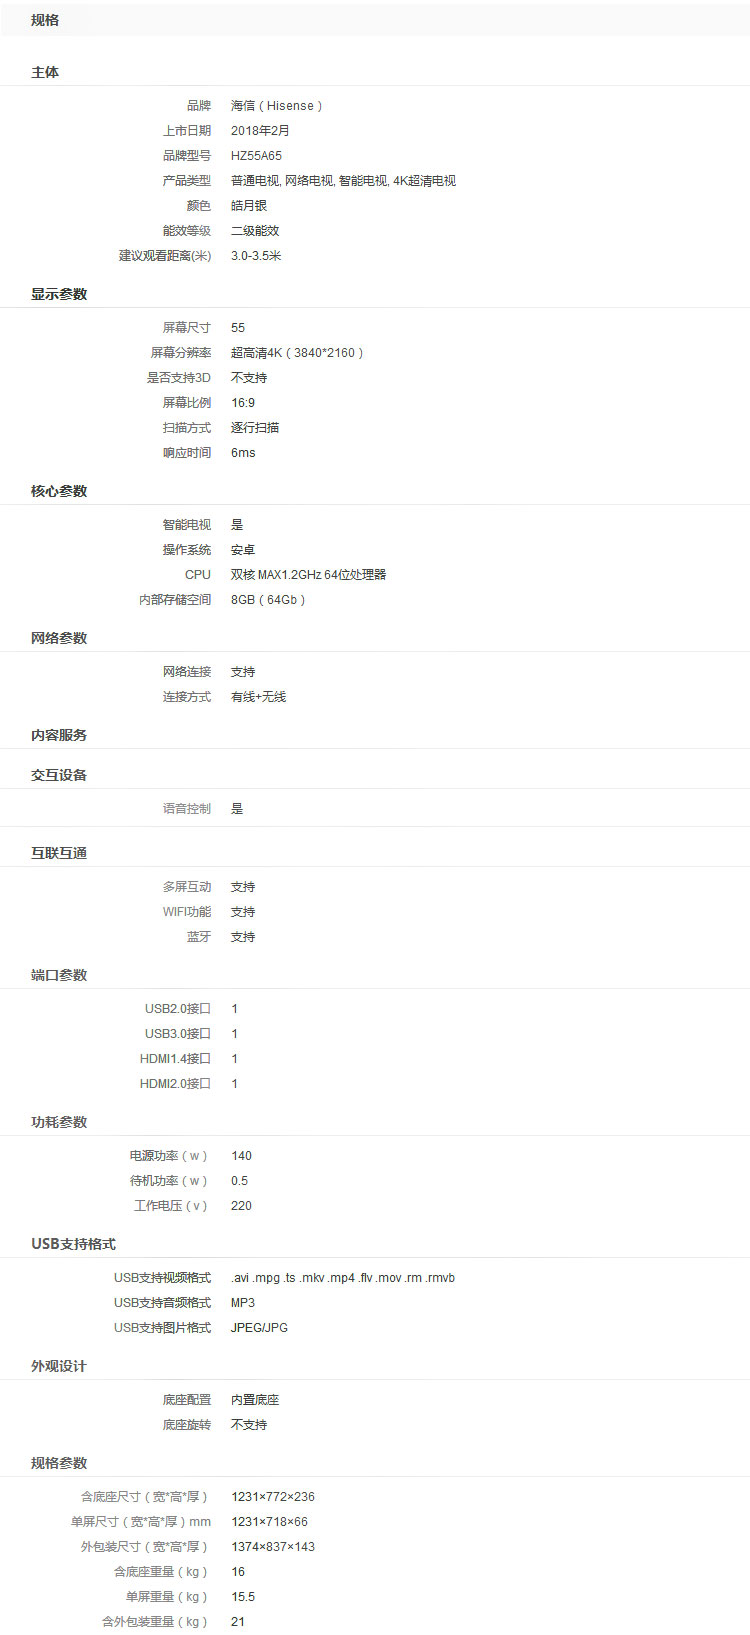 规格
主体
品牌 海信（Hisense）
上市日期 2018年2月
品牌型号 HZ55A65
产品类型 普通电视, 网络电视, 智能电视, 4K超清电视
颜色 皓月银
能效等级 二级能效
建议观看距离(米) 3.0-3.5米
显示参数
屏幕尺寸 55
屏幕分辨率 超高清4K（3840*2160）
是否支持3D 不支持
屏幕比例 16:9
扫描方式 逐行扫描
响应时间 6ms
核心参数
智能电视 是
操作系统 安卓
CPU 双核 MAX1.2GHz 64位处理器
内部存储空间 8GB（64Gb）
网络参数
网络连接 支持
连接方式 有线+无线
内容服务
交互设备
语音控制 是
互联互通
多屏互动 支持
WIFI功能 支持
蓝牙 支持
端口参数
USB2.0接口 1
USB3.0接口 1
HDMI1.4接口 1
HDMI2.0接口 1
功耗参数
电源功率（w） 140
待机功率（w） 0.5
工作电压（v） 220
USB支持格式
USB支持视频格式 .avi .mpg .ts .mkv .mp4 .flv .mov .rm .rmvb
USB支持音频格式 MP3
USB支持图片格式 JPEG/JPG
外观设计
底座配置 内置底座
底座旋转 不支持
规格参数
含底座尺寸（宽*高*厚） 1231×772×236
单屏尺寸（宽*高*厚）mm 1231×718×66
外包装尺寸（宽*高*厚） 1374×837×143
含底座重量（kg） 16
单屏重量（kg） 15.5
含外包装重量（kg） 21